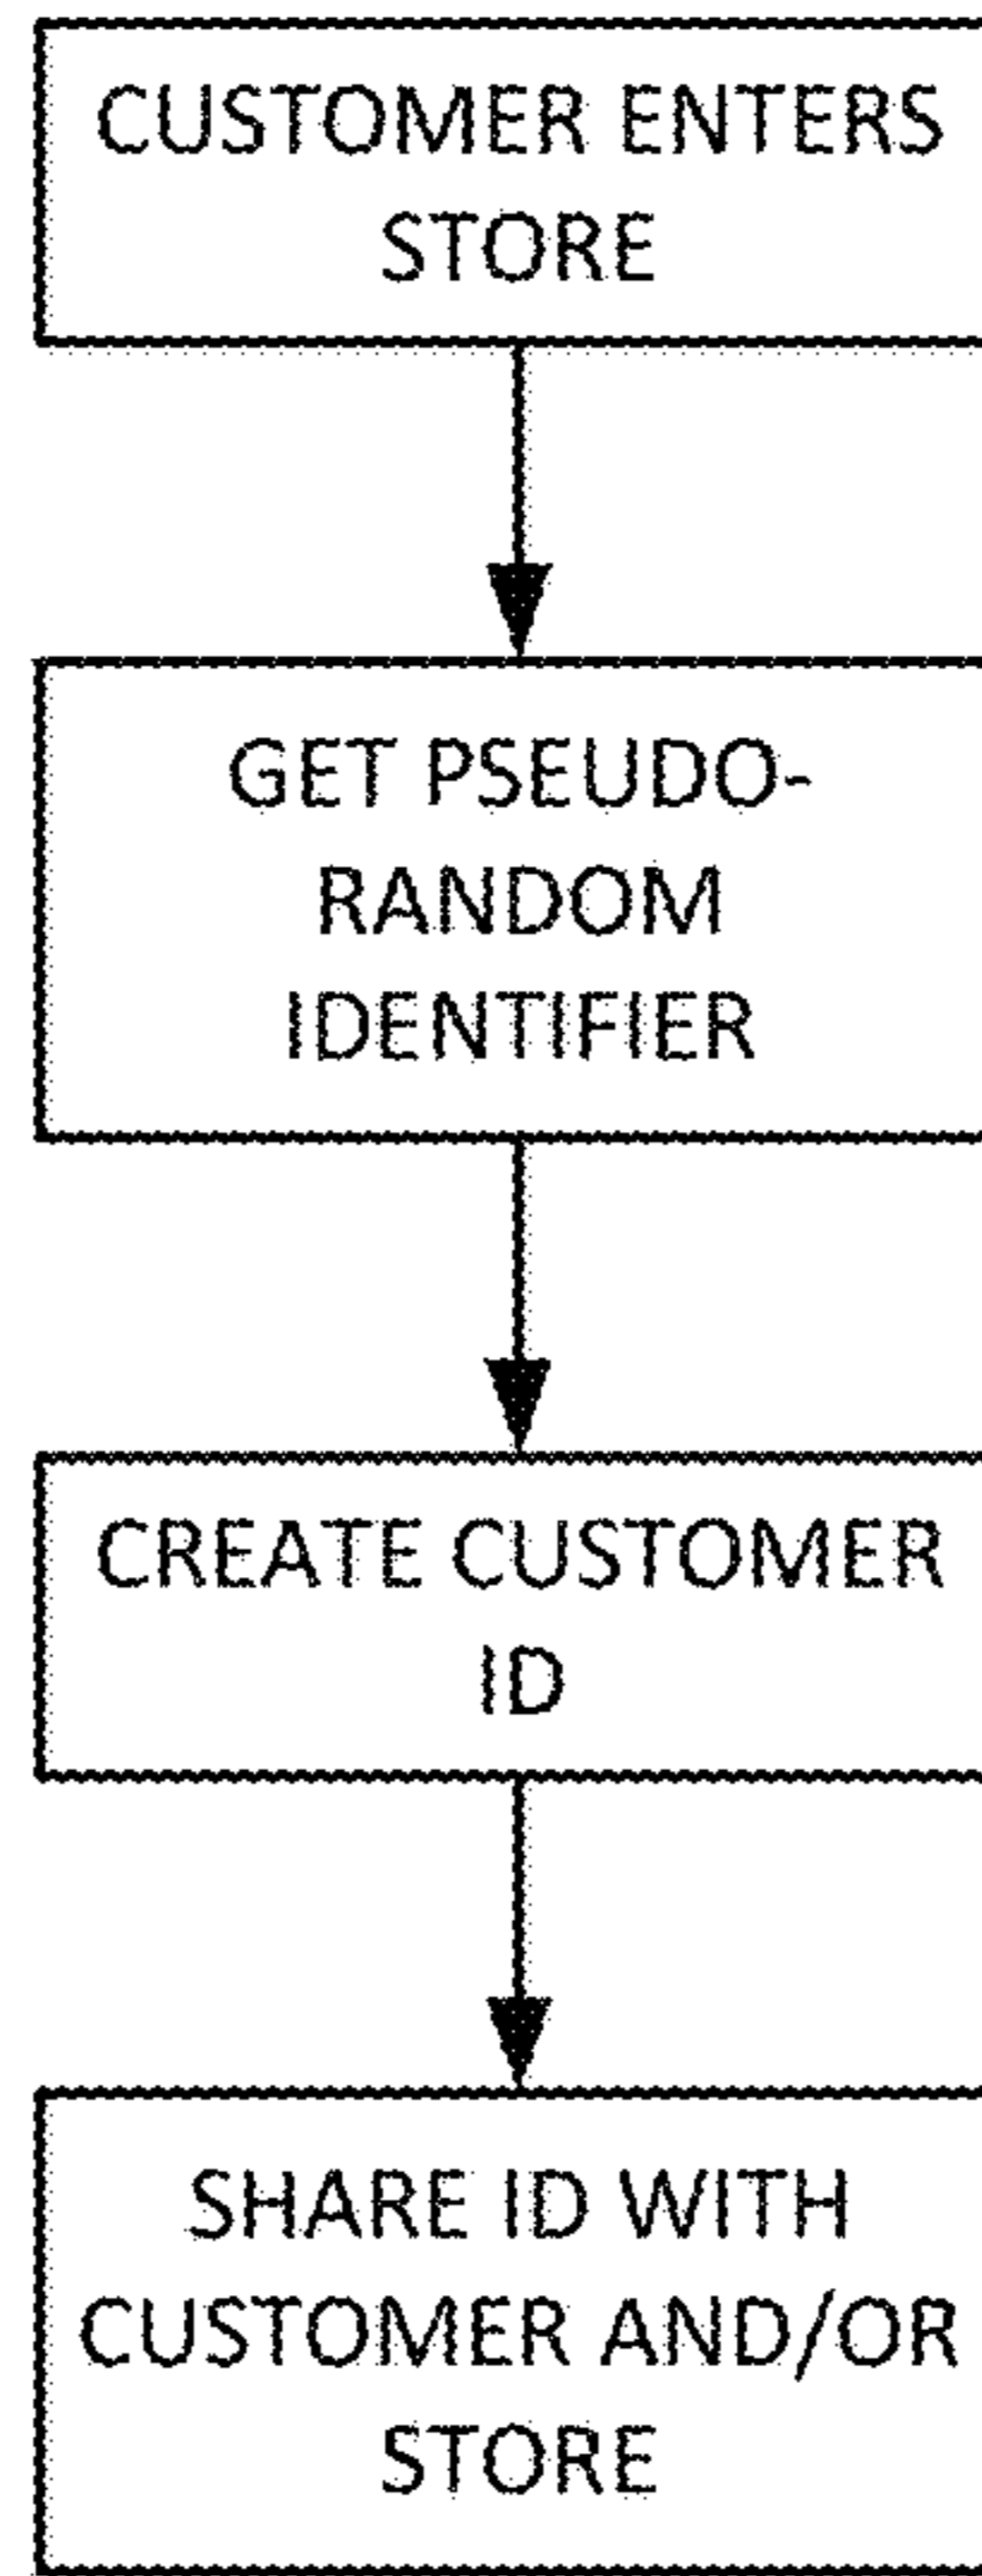 CUSTOMER ENTERS
STORE
GET PSEUDO-
RANDOM
IDENTIFIER
CREATE CUSTOMER
ID
SHARE ID WITH
CUSTOMER AND/OR
STORE